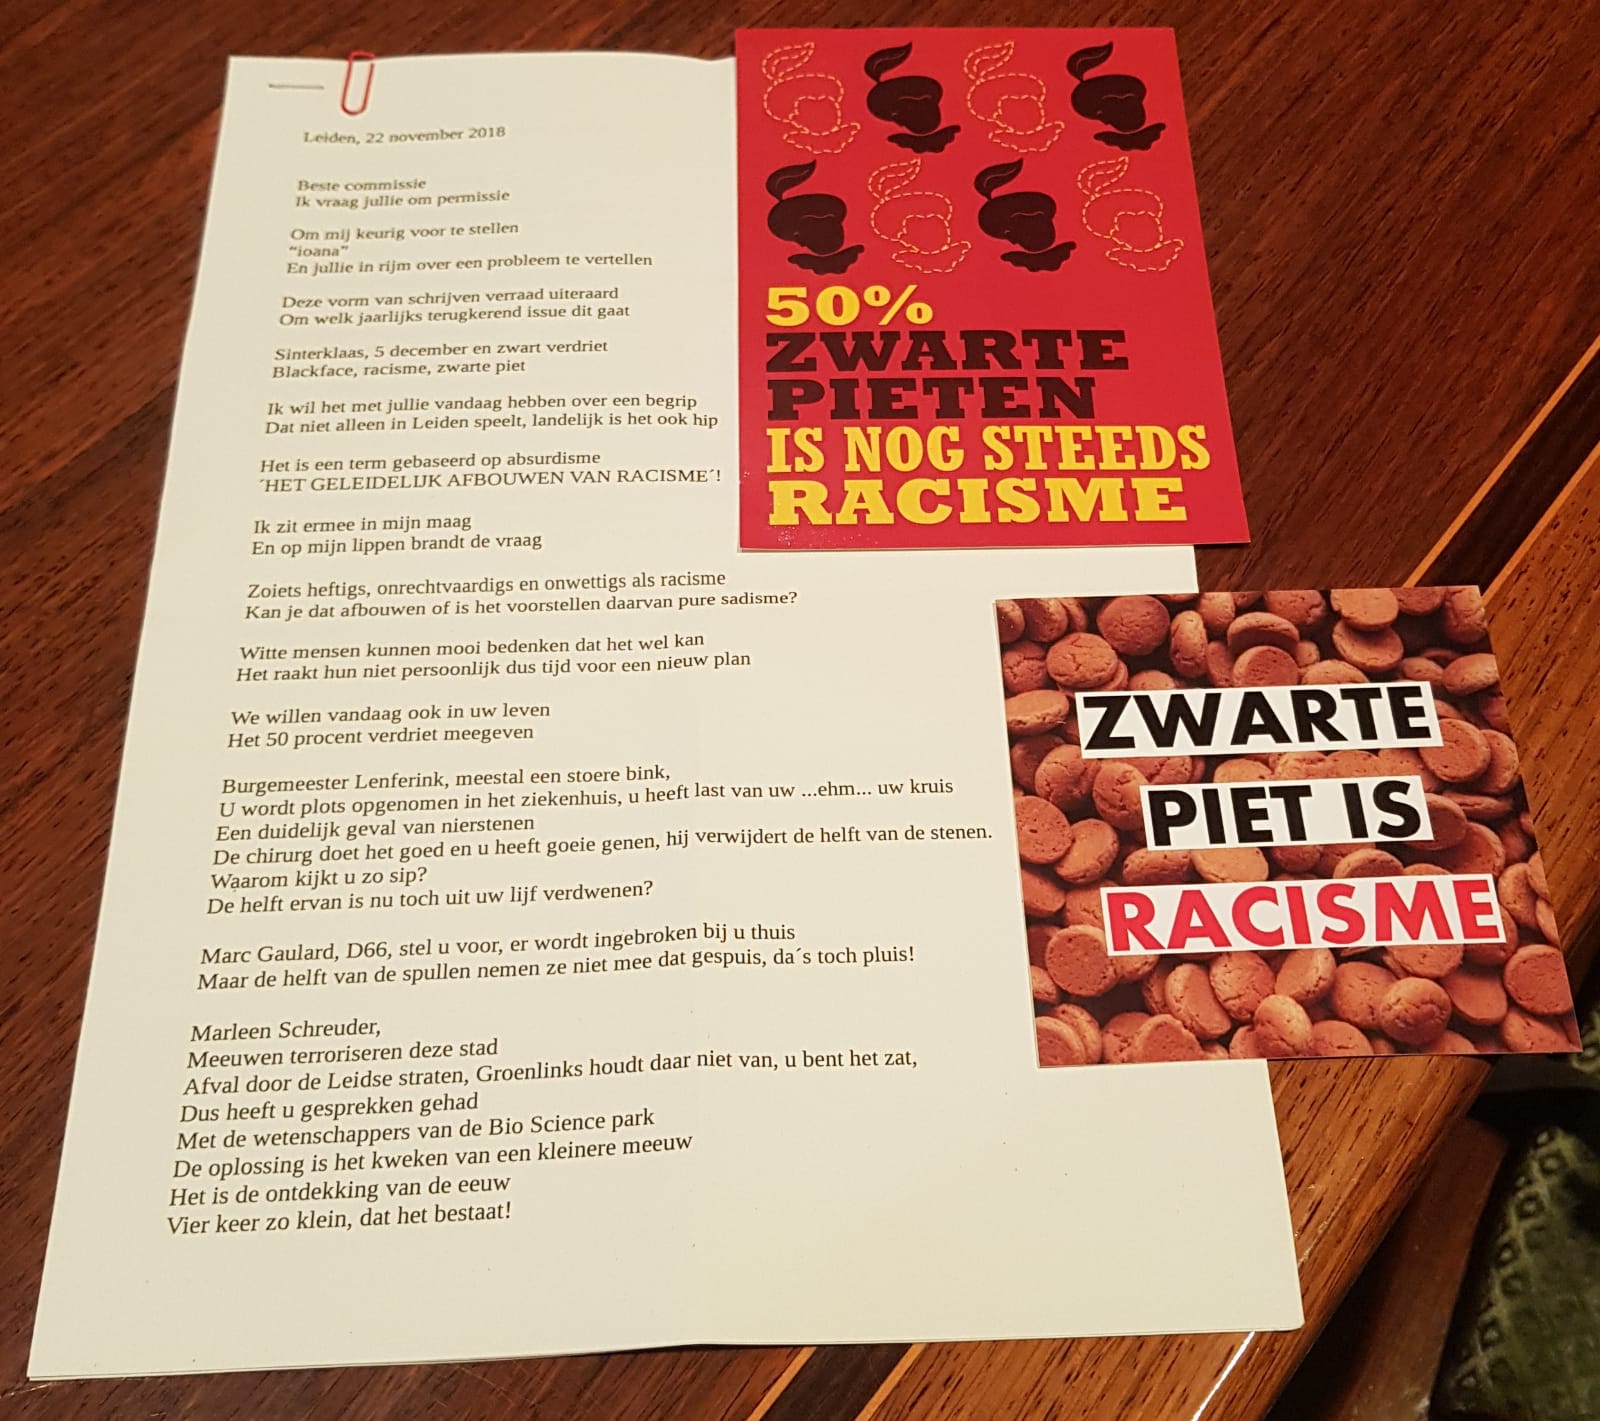 Leiden, 22 november 2018
Beste commissie
Ik vraag jullie om permissie
Om mij keurig voor te stellen
“ioana”
En jullie in rijm over een probleem te vertellen
Deze vorm van schrijven verraad uiteraard
Om welk jaarlijks terugkerend issue dit gaat
Sinterklaas, 5 december en zwart verdriet
Blackface, racisme, zwarte piet
Ik wil het met jullie vandaag hebben over een begrip
Dat niet alleen in Leiden speelt, landelijk is het ook hip
Het is een term gebaseerd op absurdisme
´HET GELEIDELIJK AFBOUWEN VAN RACISME´!
Ik zit ermee in mijn maag
En op mijn lippen brandt de vraag
Zoiets heftigs, onrechtvaardigs en onwettigs als racisme
Kan je dat afbouwen of is het voorstellen daarvan pure sadisme?
Witte mensen kunnen mooi bedenken dat het wel kan
Het raakt hun niet persoonlijk dus tijd voor een nieuw plan
We willen vandaag ook in uw leven
Het 50 procent verdriet meegeven
Burgemeester Lenferink, meestal een stoere bink,
U wordt plots opgenomen in het ziekenhuis, u heeft last van uw ...ehm... uw kruis
Een duidelijk geval van nierstenen
De chirurg doet het goed en u heeft goeie genen, hij verwijdert de helft van de stenen.
Waarom kijkt u zo sip?
De helft ervan is nu toch uit uw lijf verdwenen?
Marc Gaulard, D66, stel u voor, er wordt ingebroken bij u thuis
Maar de helft van de spullen nemen ze niet mee dat gespuis, da´s toch pluis!
Marleen Schreuder,
Meeuwen terroriseren deze stad
Afval door de Leidse straten, Groenlinks houdt daar niet van, u bent het zat,
Dus heeft u gesprekken gehad
Met de wetenschappers van de Bio Science park
De oplossing is het kweken van een kleinere meeuw
Het is de ontdekking van de eeuw
Vier keer zo klein, dat het bestaat!
50%
ZWARTE
PIETEN
IS NOG STEEDS
RACISME
ZWARTE
PIET IS
RACISME